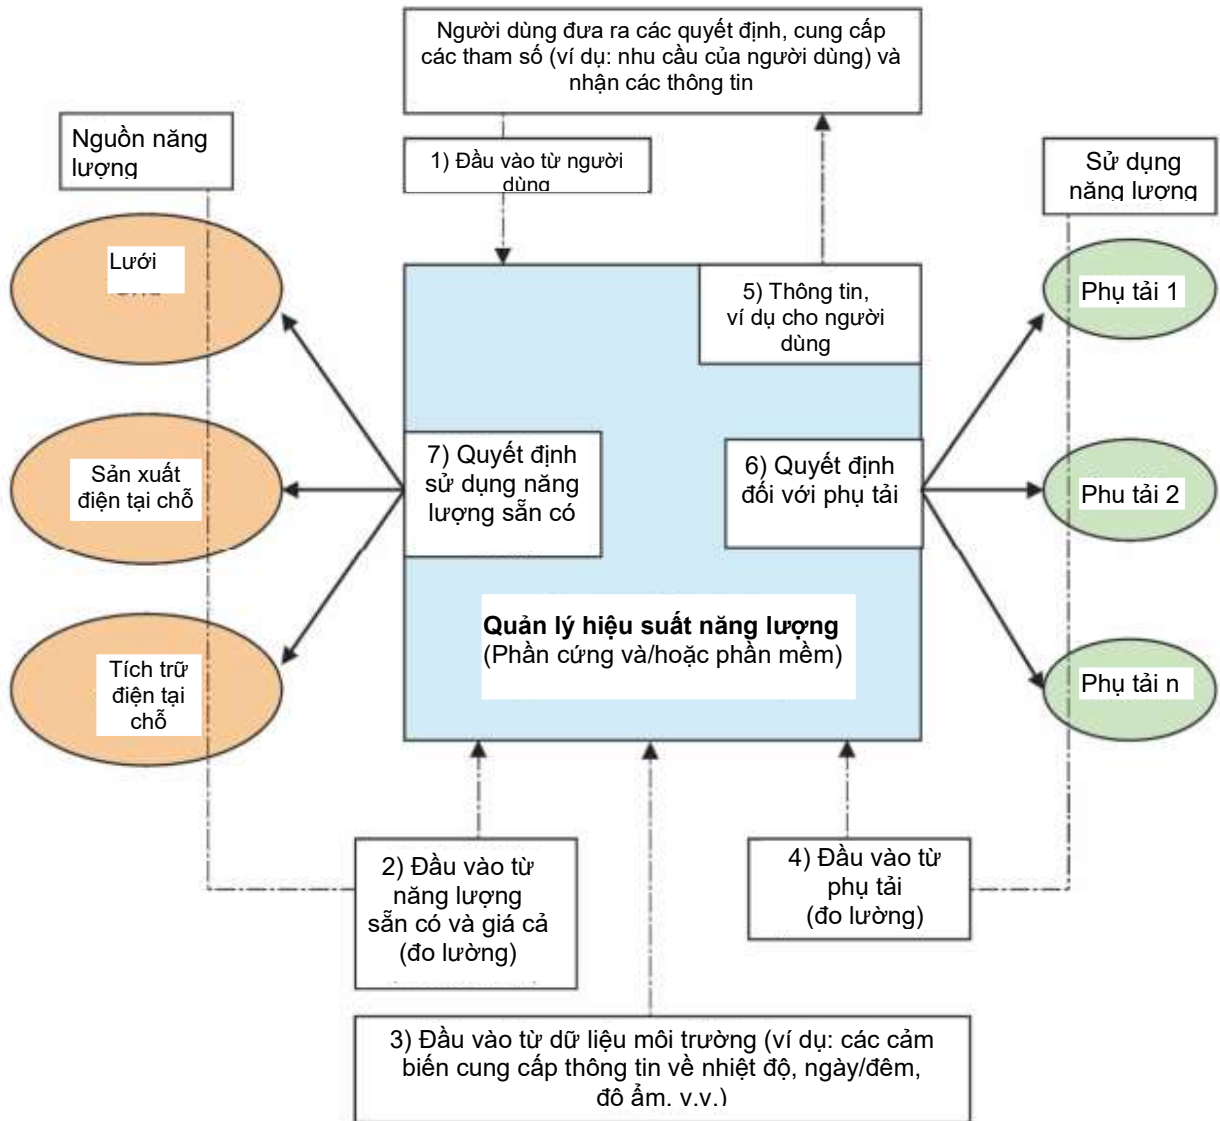 Người dùng đưa ra các quyết định, cung cấp
các tham số (ví dụ: nhu cầu của người dùng) và
nhận các thông tin
Nguồn năng
lượng
1) Đầu vào từ người
dùng
Sử dụng
năng lượng
Lưới
5) Thông tin,
ví dụ cho người
dùng
Phụ tải 1
Sản xuất
điện tại chỗ
7) Quyết định
sử dụng năng
lượng sẵn có
6) Quyết định
đối với phụ tải
Phu tải 2
Quản lý hiệu suất năng lượng
(Phần cứng và/hoặc phần mềm)
Tích trữ
điện tại
chỗ
Phụ tải n
2) Đầu vào từ
năng lượng
sẵn có và giá cả
(đo lường)
4) Đầu vào từ
phụ tải
(đo lường)
3) Đầu vào từ dữ liệu môi trường (ví dụ: các cảm
biến cung cấp thông tin về nhiệt độ, ngày/đêm,
độ ẩm. v.v.)